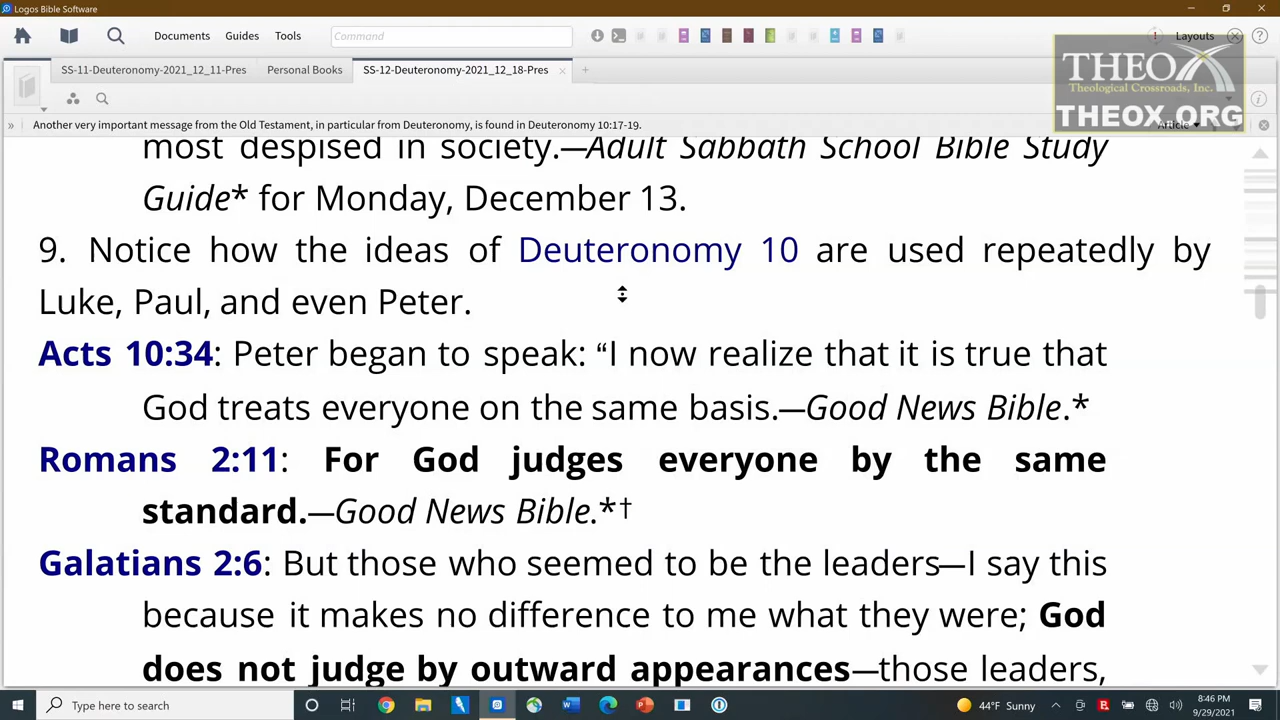 Logos Bible Software
Documents Guides Tools Command Layouts
THEOX
Theological Crossroads, Inc.
THEOX.ORG
SS-11-Deuteronomy-2021_12_11-Pres Personal Books SS-12-Deuteronomy-2021_12_18-Pres
Another very important message from the Old Testament, in particular from Deuteronomy, is found in Deuteronomy 10:17-19.
Article
most despised in society.—Adult Sabbath School Bible Study
Guide* for Monday, December 13.
9. Notice how the ideas of Deuteronomy 10 are used repeatedly by
Luke, Paul, and even Peter.
Acts 10:34: Peter began to speak: “I now realize that it is true that
God treats everyone on the same basis.—Good News Bible.*
Romans 2:11: For God judges everyone by the same
standard.—Good News Bible.*†
Galatians 2:6: But those who seemed to be the leaders—I say this
because it makes no difference to me what they were; God
does not judge by outward appearances—those leaders,
Type here to search
44°F Sunny
8:46 PM
9/29/2021